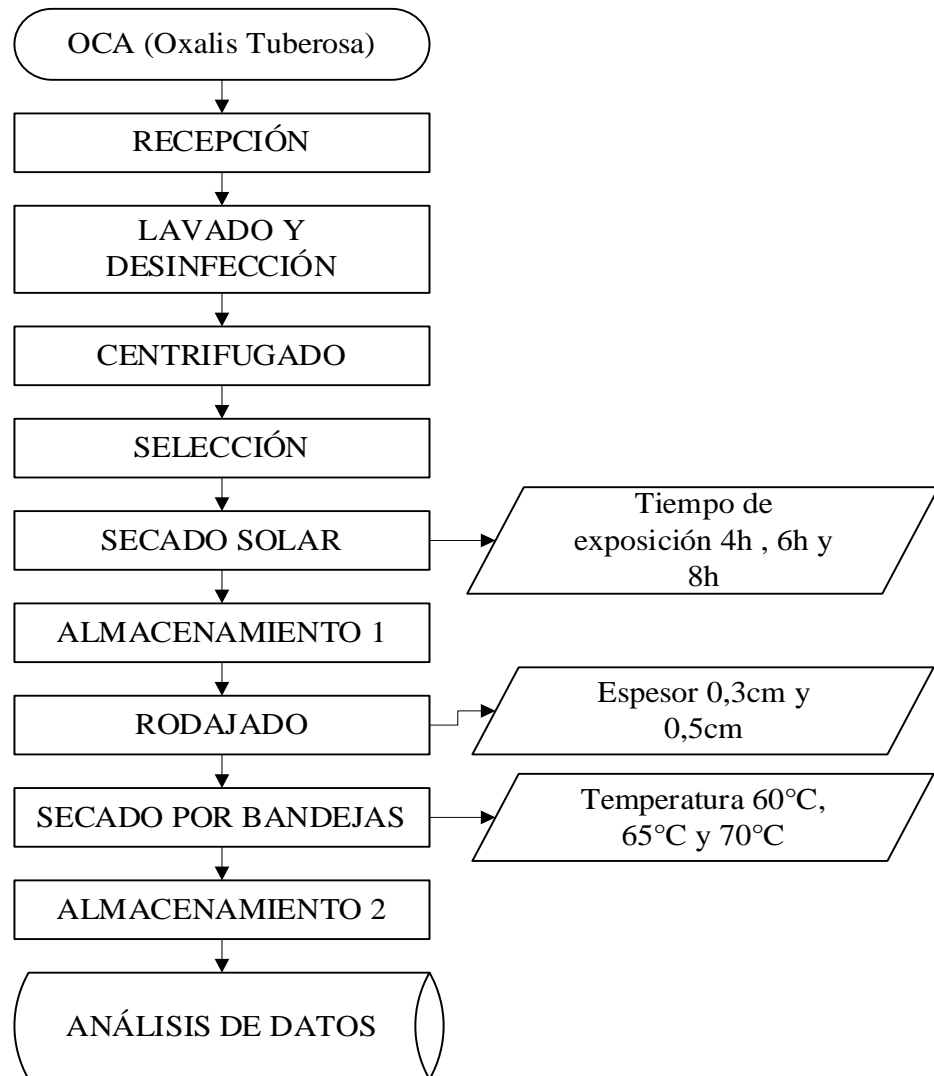 OCA (Oxalis Tuberosa)
RECEPCIÓN
LAVADO Y
DESINFECCIÓN
CENTRIFUGADO
SELECCIÓN
SECADO SOLAR
Tiempo de
exposición 4h , 6h y
8h
ALMACENAMIENTO 1
RODAJADO
Espesor 0,3cm y
0,5cm
SECADO POR BANDEJAS
Temperatura 60°C,
65°C y 70°C
ALMACENAMIENTO 2
ANÁLISIS DE DATOS